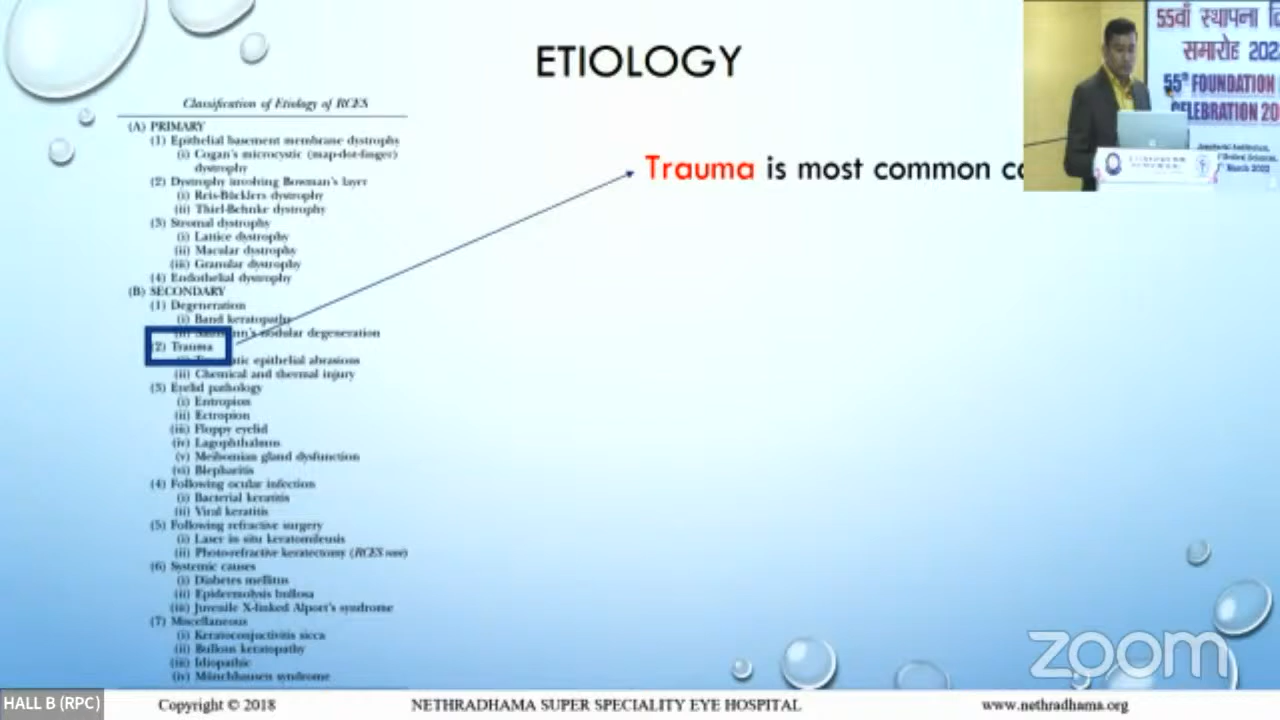 ETIOLOGY
Classification of Etiology of RCES
(A) PRIMARY
(1) Epithelial basement membrane dystrophy
(i) Cogan's microcystic (map-dot-finger)
dystrophy
(2) Dystrophy involving Bowman's layer
(i) Reis-Bücklers dystrophy
(ii) Thiel-Behnke dystrophy
(3) Stromal dystrophy
(i) Lattice dystrophy
(ii) Macular dystrophy
(iii) Granular dystrophy
(4) Endothelial dystrophy
(B) SECONDARY
(1) Degeneration
(i) Band keratopathy
nodular degeneration
(2) Trauma
epithelial abrasions
(ii) Chemical and thermal injury
(3) Eyelid pathology
(i) Entropion
(ii) Ectropion
(iii) Floppy eyelid
(iv) Lagophthalmus
(v) Meibomian gland dysfunction
(vi) Blepharitis
(4) Following ocular infection
(i) Bacterial keratitis
(ii) Viral keratitis
(5) Following refractive surgery
(i) Laser in situ keratomileusis
(ii) Photo-refractive keratectomy (RCES rare)
(6) Systemic causes
(i) Diabetes mellitus
(ii) Epidermolysis bullosa
(iii) Juvenile X-linked Alport's syndrome
(7) Miscellaneous
(i) Keratoconjuctivitis sicca
(ii) Bullous keratopathy
(iii) Idiopathic
(iv) Münchhausen syndrome
Trauma is most common
55वाँ स्थापना
समारोह
55th FOUNDATION
CELEBRATION
March
zoom
HALL B (RPC)
Copyright © 2018
NETHRADHAMA SUPER SPECIALITY EYE HOSPITAL
www.nethradhama.org